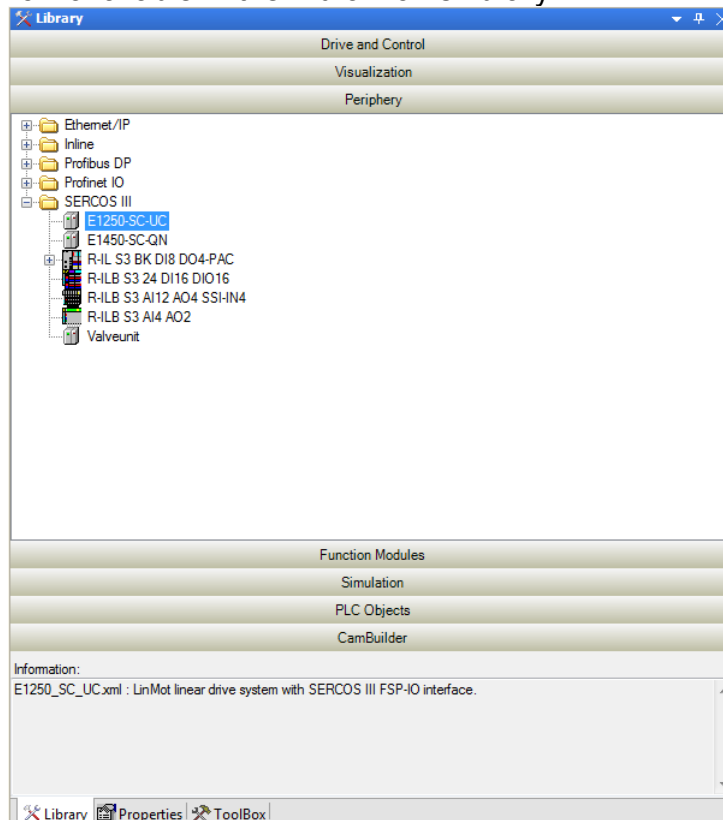 Library
Drive and Control
Visualization
Periphery
Ethernet/IP
Inline
Profibus DP
Profinet IO
SERCOS III
E1250-SC-UC
E1450-SC-QN
R-IL S3 BK DI8 DO4-PAC
R-ILB S3 24 DI16 DIO16
R-ILB S3 AI12 AO4 SSI-IN4
R-ILB S3 AI4 AO2
Valveunit
Function Modules
Simulation
PLC Objects
CamBuilder
Information:
E1250_SC_UC.xml : LinMot linear drive system with SERCOS III FSP-IO interface.
Library Properties ToolBox